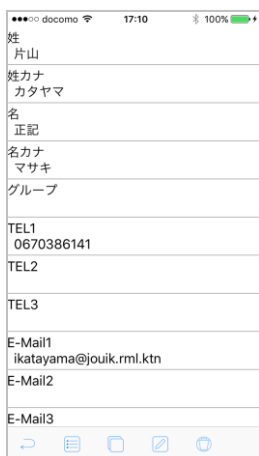 docomo 17:10 100%
姓
片山
姓カナ
カタヤマ
名
正記
名カナ
マサキ
グループ
TEL1
0670386141
TEL2
TEL3
E-Mail1
ikatayama@jouik.rml.ktn
E-Mail2
E-Mail3